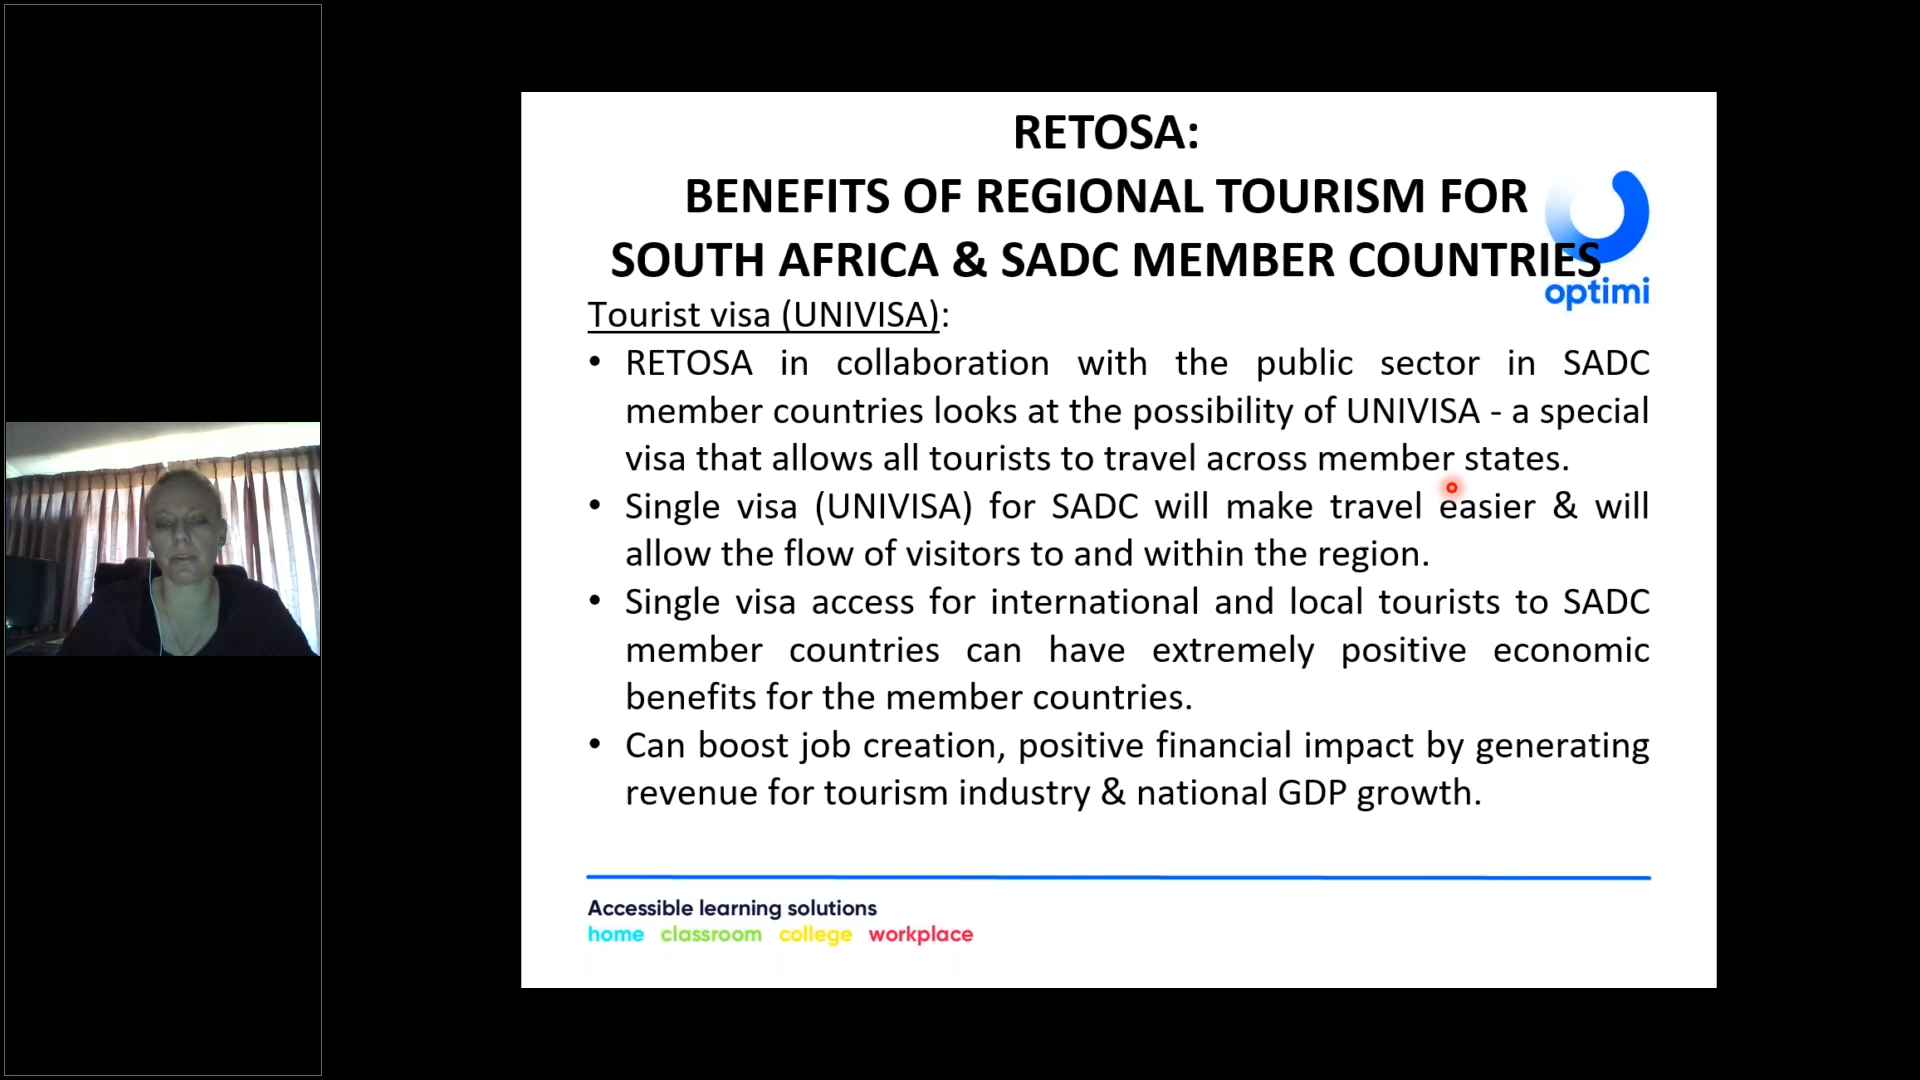 RETOSA:
BENEFITS OF REGIONAL TOURISM FOR
SOUTH AFRICA & SADC MEMBER COUNTRIES
optimi
Tourist visa (UNIVISA):
• RETOSA in collaboration with the public sector in SADC
member countries looks at the possibility of UNIVISA - a special
visa that allows all tourists to travel across member states.
• Single visa (UNIVISA) for SADC will make travel easier & will
allow the flow of visitors to and within the region.
• Single visa access for international and local tourists to SADC
member countries can have extremely positive economic
benefits for the member countries.
• Can boost job creation, positive financial impact by generating
revenue for tourism industry & national GDP growth.
Accessible learning solutions
home classroom college workplace